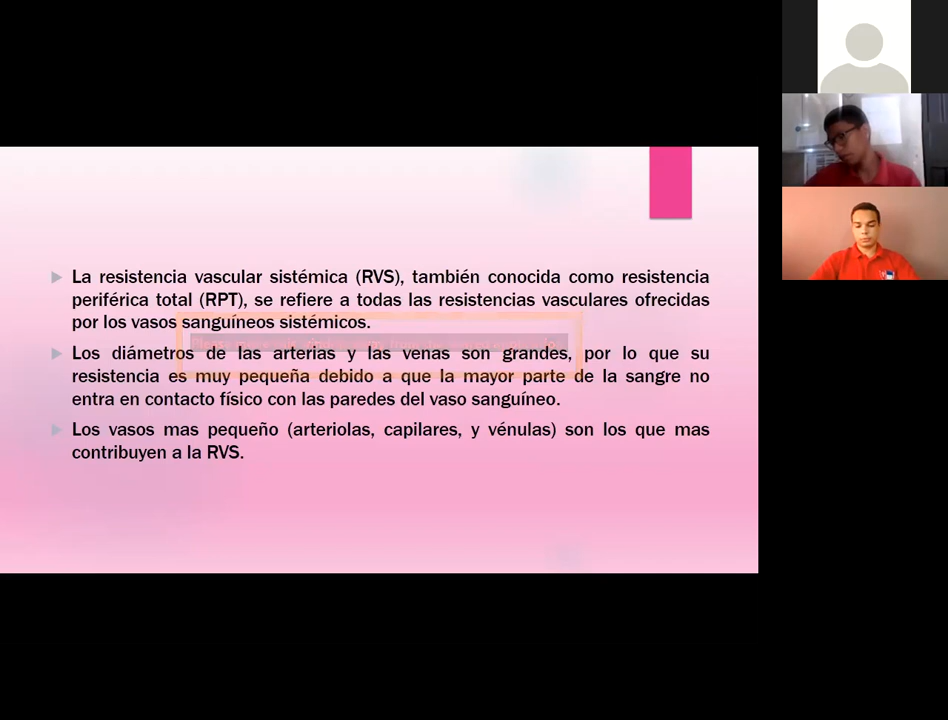 La resistencia vascular sistémica (RVS), también conocida como resistencia
periférica total (RPT), se refiere a todas las resistencias vasculares ofrecidas
por los vasos sanguíneos sistémicos.
Los diámetros de las arterias y las venas son grandes, por lo que su
resistencia es muy pequeña debido a que la mayor parte de la sangre no
entra en contacto físico con las paredes del vaso sanguíneo.
Los vasos mas pequeño (arteriolas, capilares, y vénulas) son los que mas
contribuyen a la RVS.